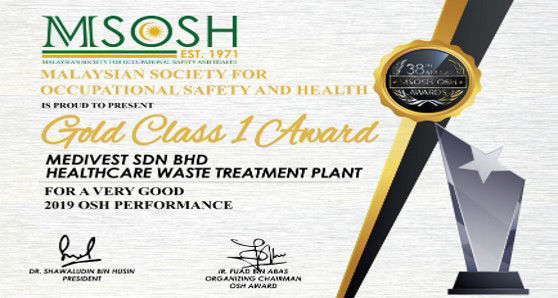 MSOSH
EST. 1971
MALAYSIAN SOCIETY FOR OCCUPATIONAL SAFETY AND HEALTH
MALAYSIAN SOCIETY FOR
OCCUPATIONAL SAFETY AND HEALTH
IS PROUD TO PRESENT
Gold Class 1 Award
MEDIVEST SDN BHD
HEALTHCARE WASTE TREATMENT PLANT
FOR A VERY GOOD
2019 OSH PERFORMANCE
DR. SHAWALUDIN BIN HUSIN
PRESIDENT
IR. FUAD BIN ABAS
ORGANIZING CHAIRMAN
OSH AWARD
38TH ANNUAL
MSOSH OSH
AWARDS